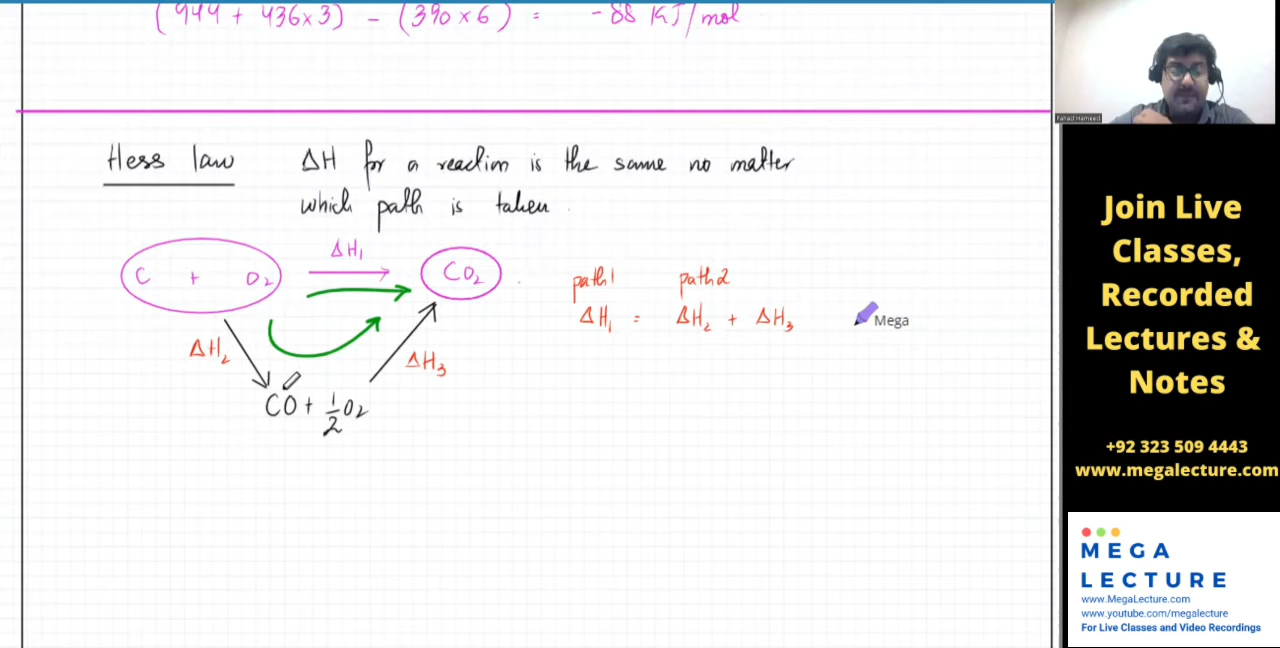 (944 + 436×3) - (390×6) = -88 KJ/mol
Fahad Hameed
Hess law ΔH for a reaction is the same no matter
which path is taken.
ΔH₁
C + O₂ CO₂
path1 path2
ΔH₁ = ΔH₂ + ΔH₃
Mega
ΔH₂
ΔH₃
CO + 1/2 O₂
Join Live
Classes,
Recorded
Lectures &
Notes
+92 323 509 4443
www.megalecture.com
MEGA
LECTURE
www.MegaLecture.com
www.youtube.com/megalecture
For Live Classes and Video Recordings